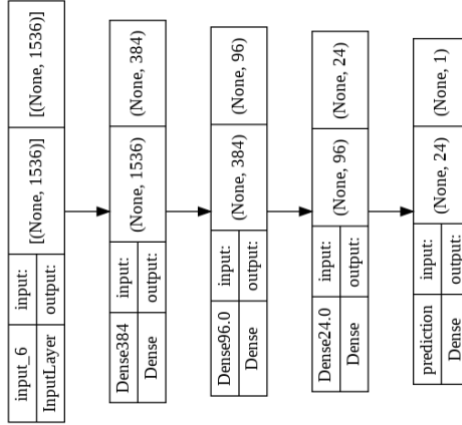 input_6 input: [(None, 1536)] [(None, 1536)]
InputLayer output:
Dense384 input: (None, 1536) (None, 384)
Dense output:
Dense96.0 input: (None, 384) (None, 96)
Dense output:
Dense24.0 input: (None, 96) (None, 24)
Dense output:
prediction input: (None, 24) (None, 1)
Dense output: